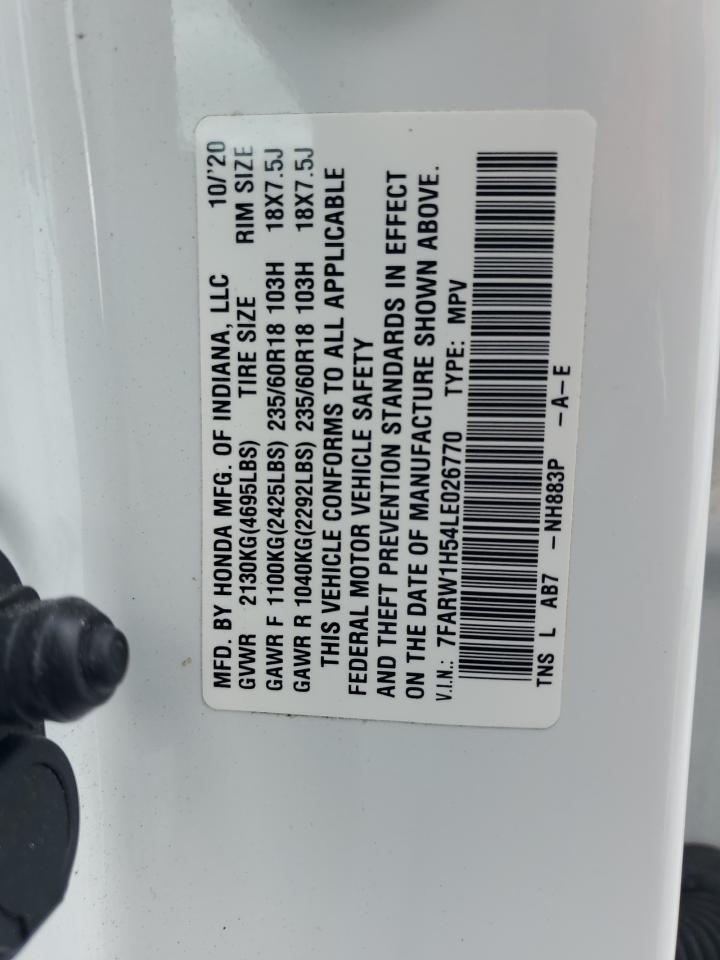 MFD. BY HONDA MFG. OF INDIANA, LLC 10/'20
GVWR 2130KG(4695LBS) TIRE SIZE RIM SIZE
GAWR F 1100KG(2425LBS) 235/60R18 103H 18X7.5J
GAWR R 1040KG(2292LBS) 235/60R18 103H 18X7.5J
THIS VEHICLE CONFORMS TO ALL APPLICABLE
FEDERAL MOTOR VEHICLE SAFETY
AND THEFT PREVENTION STANDARDS IN EFFECT
ON THE DATE OF MANUFACTURE SHOWN ABOVE.
V.I.N.: 7FARW1H54LE026770 TYPE: MPV
TNS L AB7 -NH883P -A-E